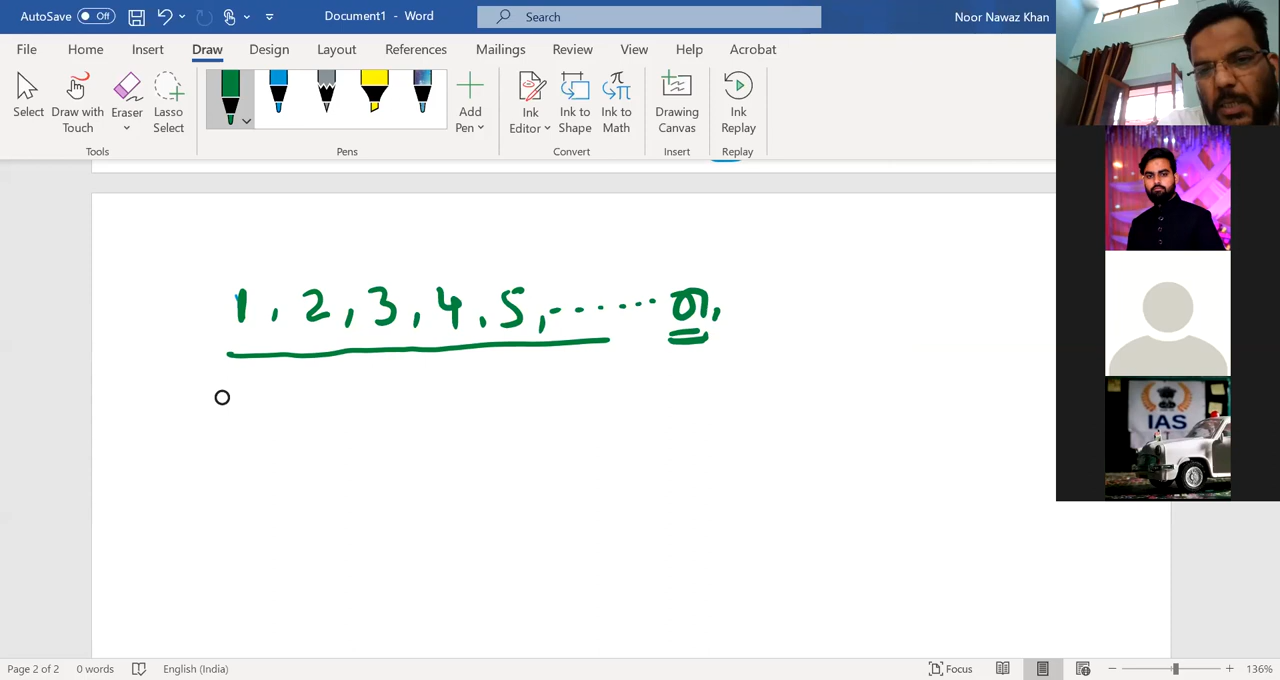 AutoSave Off Document1 - Word Search Noor Nawaz Khan
File Home Insert Draw Design Layout References Mailings Review View Help Acrobat
Select Draw with Touch Eraser Lasso Select Add Pen Ink Editor Ink to Shape Ink to Math Drawing Canvas Ink Replay
Tools Pens Convert Insert Replay
1, 2, 3, 4, 5, ........
IAS
Page 2 of 2 0 words English (India) Focus 136%